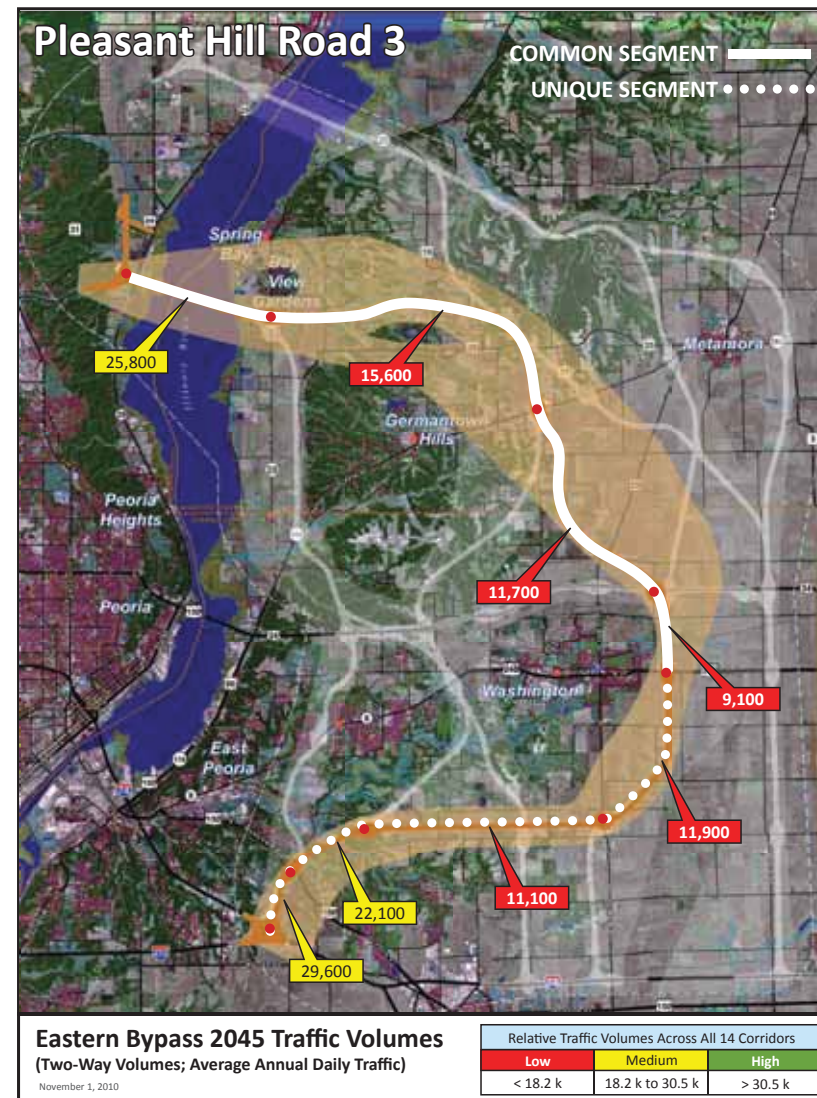 Pleasant Hill Road 3
COMMON SEGMENT
UNIQUE SEGMENT
Spring
Bay
Bay
View
Gardens
25,800
15,600
Metamora
Germantown
Hills
Peoria
Heights
11,700
Peoria
Washington
9,100
East
Peoria
11,900
11,100
22,100
29,600
Eastern Bypass 2045 Traffic Volumes
(Two-Way Volumes; Average Annual Daily Traffic)
November 1, 2010
Relative Traffic Volumes Across All 14 Corridors
Low Medium High
< 18.2 k 18.2 k to 30.5 k > 30.5 k